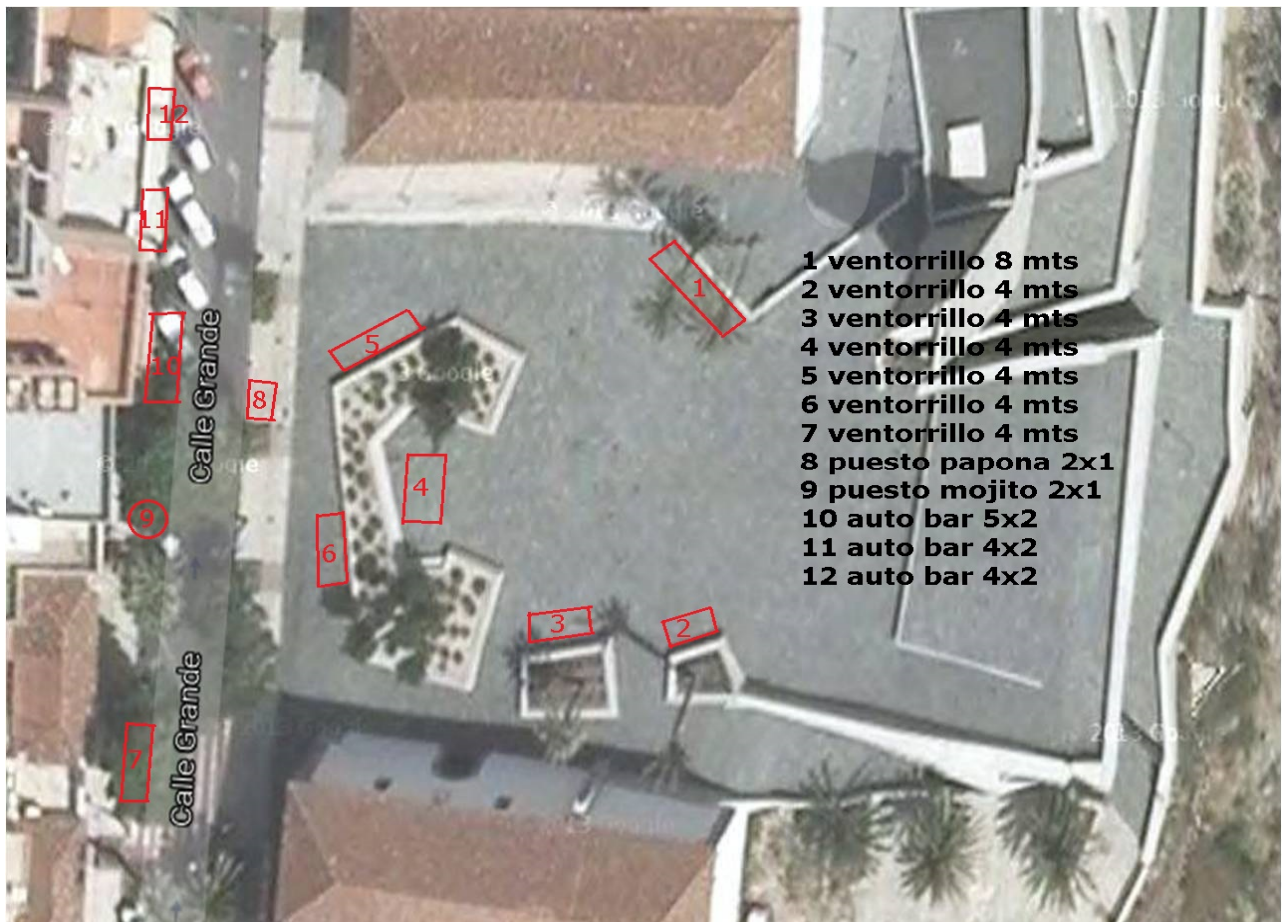 12
11
1
5
10
8
4
9
6
3
2
7
Calle Grande
Calle Grande
1 ventorrillo 8 mts
2 ventorrillo 4 mts
3 ventorrillo 4 mts
4 ventorrillo 4 mts
5 ventorrillo 4 mts
6 ventorrillo 4 mts
7 ventorrillo 4 mts
8 puesto papona 2x1
9 puesto mojito 2x1
10 auto bar 5x2
11 auto bar 4x2
12 auto bar 4x2